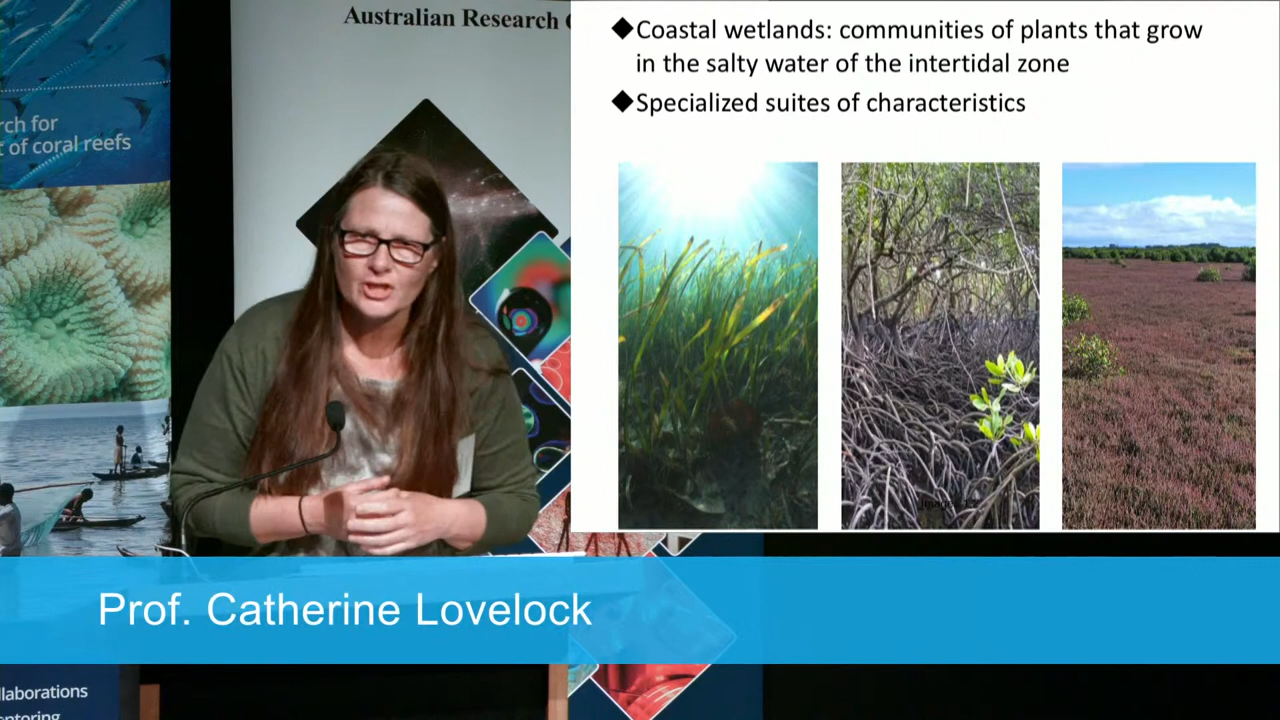 Australian Research
rch for
t of coral reefs
◆Coastal wetlands: communities of plants that grow
in the salty water of the intertidal zone
◆Specialized suites of characteristics
Prof. Catherine Lovelock
llaborations
entoring